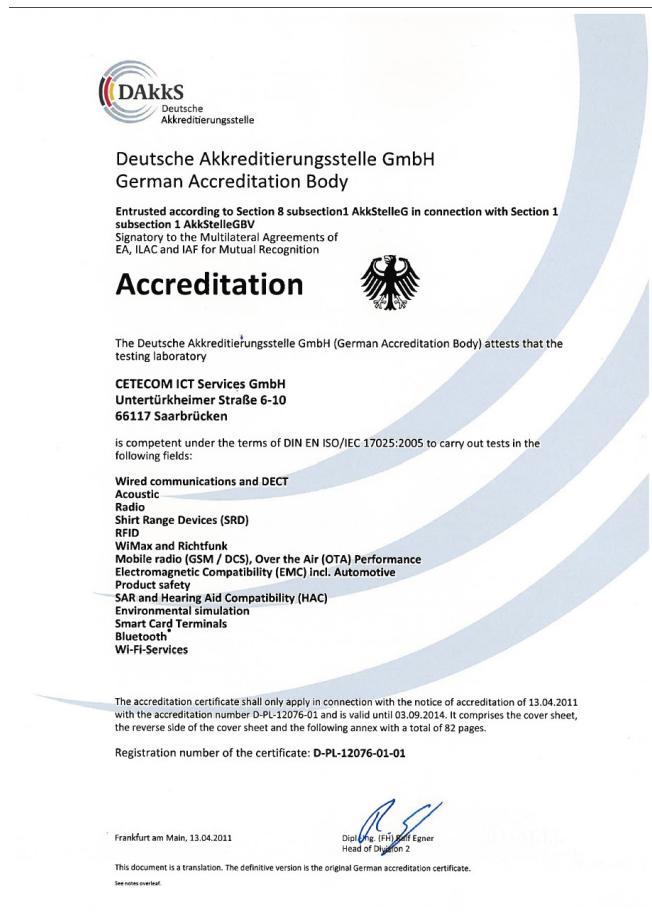 DAkkS
Deutsche
Akkreditierungsstelle
Deutsche Akkreditierungsstelle GmbH
German Accreditation Body
Entrusted according to Section 8 subsection1 AkkStelleG in connection with Section 1
subsection 1 AkkStelleGBV
Signatory to the Multilateral Agreements of
EA, ILAC and IAF for Mutual Recognition
Accreditation
The Deutsche Akkreditierungsstelle GmbH (German Accreditation Body) attests that the
testing laboratory
CETECOM ICT Services GmbH
Untertürkheimer Straße 6-10
66117 Saarbrücken
is competent under the terms of DIN EN ISO/IEC 17025:2005 to carry out tests in the
following fields:
Wired communications and DECT
Acoustic
Radio
Shirt Range Devices (SRD)
RFID
WiMax and Richtfunk
Mobile radio (GSM / DCS), Over the Air (OTA) Performance
Electromagnetic Compatibility (EMC) incl. Automotive
Product safety
SAR and Hearing Aid Compatibility (HAC)
Environmental simulation
Smart Card Terminals
Bluetooth
Wi-Fi-Services
The accreditation certificate shall only apply in connection with the notice of accreditation of 13.04.2011
with the accreditation number D-PL-12076-01 and is valid until 03.09.2014. It comprises the cover sheet,
the reverse side of the cover sheet and the following annex with a total of 82 pages.
Registration number of the certificate: D-PL-12076-01-01
Frankfurt am Main, 13.04.2011
Dipl.-Ing. (FH) Ralf Egner
Head of Division 2
This document is a translation. The definitive version is the original German accreditation certificate.
See notes overleaf.